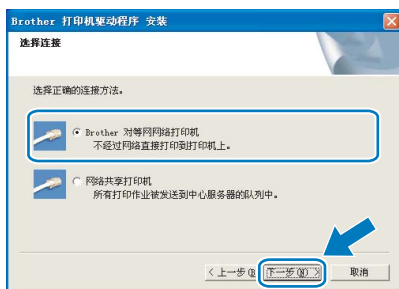 Brother 打印机驱动程序 安装
选择连接
选择正确的连接方法。
Brother 对等网网络打印机
不经过网络直接打印到打印机上。
网络共享打印机
所有打印作业被发送到中心服务器的队列中。
< 上一步(B) 下一步(N) > 取消